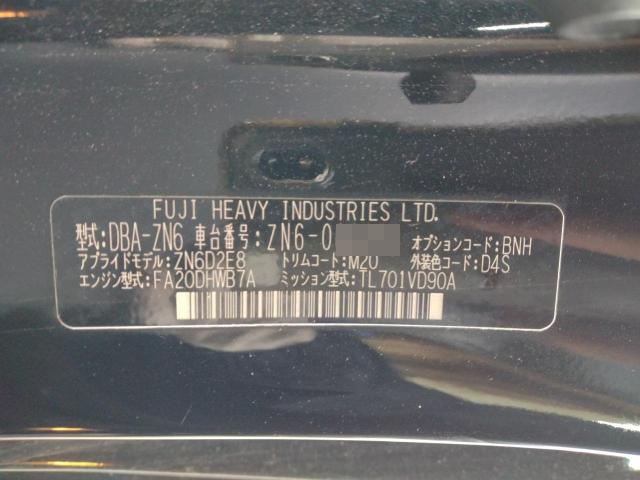 FUJI HEAVY INDUSTRIES LTD.
型式:DBA-ZN6 車台番号:ZN6-0 オプションコード:BNH
アプライドモデル:ZN6D2E8 トリムコート:M20 外装色コード:D4S
エンジン型式:FA20DHWB7A ミッション型式:TL701VD90A